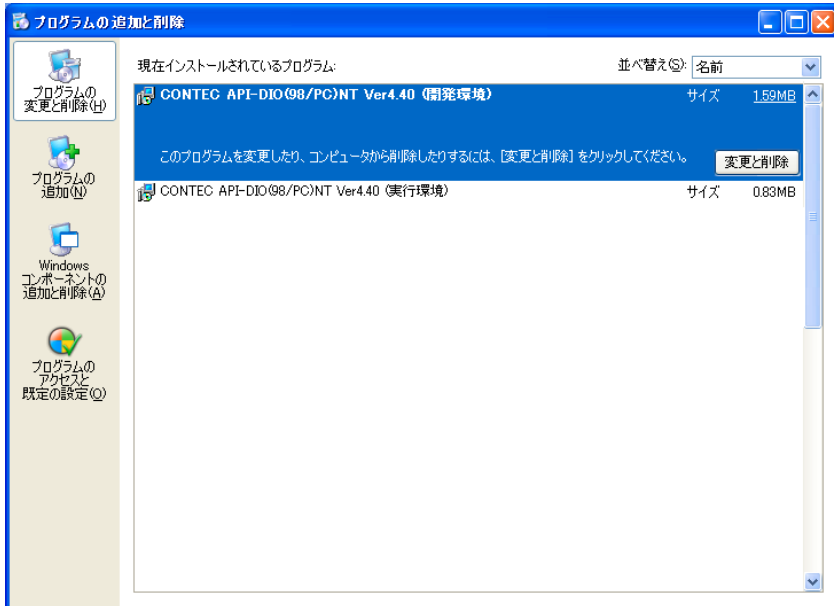 プログラムの追加と削除
現在インストールされているプログラム:
並べ替え(S): 名前
プログラムの
変更と削除(H)
プログラムの
追加(N)
Windows
コンポーネントの
追加と削除(A)
プログラムの
アクセスと
既定の設定(O)
CONTEC API-DIO(98/PC)NT Ver4.40 (開発環境) サイズ 1.59MB
このプログラムを変更したり、コンピュータから削除したりするには、[変更と削除] をクリックしてください。 変更と削除
CONTEC API-DIO(98/PC)NT Ver4.40 (実行環境) サイズ 0.83MB